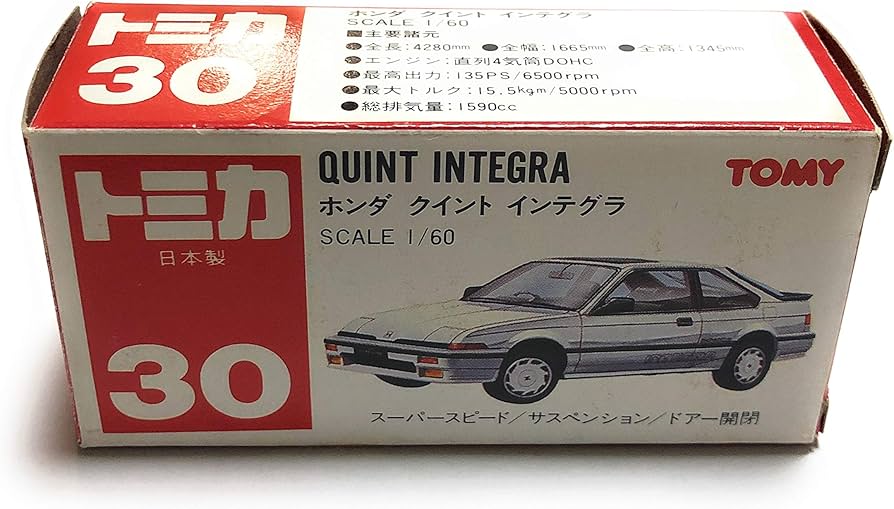 トミカ
30
ホンダ クイント インテグラ
SCALE 1/60
■主要諸元
●全長:4280mm ●全幅:1665mm ●全高:1345mm
●エンジン:直列4気筒DOHC
●最高出力:135PS/6500rpm
●最大トルク:15.5kgm/5000rpm
●総排気量:1590cc
トミカ
日本製
30
QUINT INTEGRA
ホンダ クイント インテグラ
SCALE 1/60
TOMY
スーパースピード/サスペンション/ドアー開閉